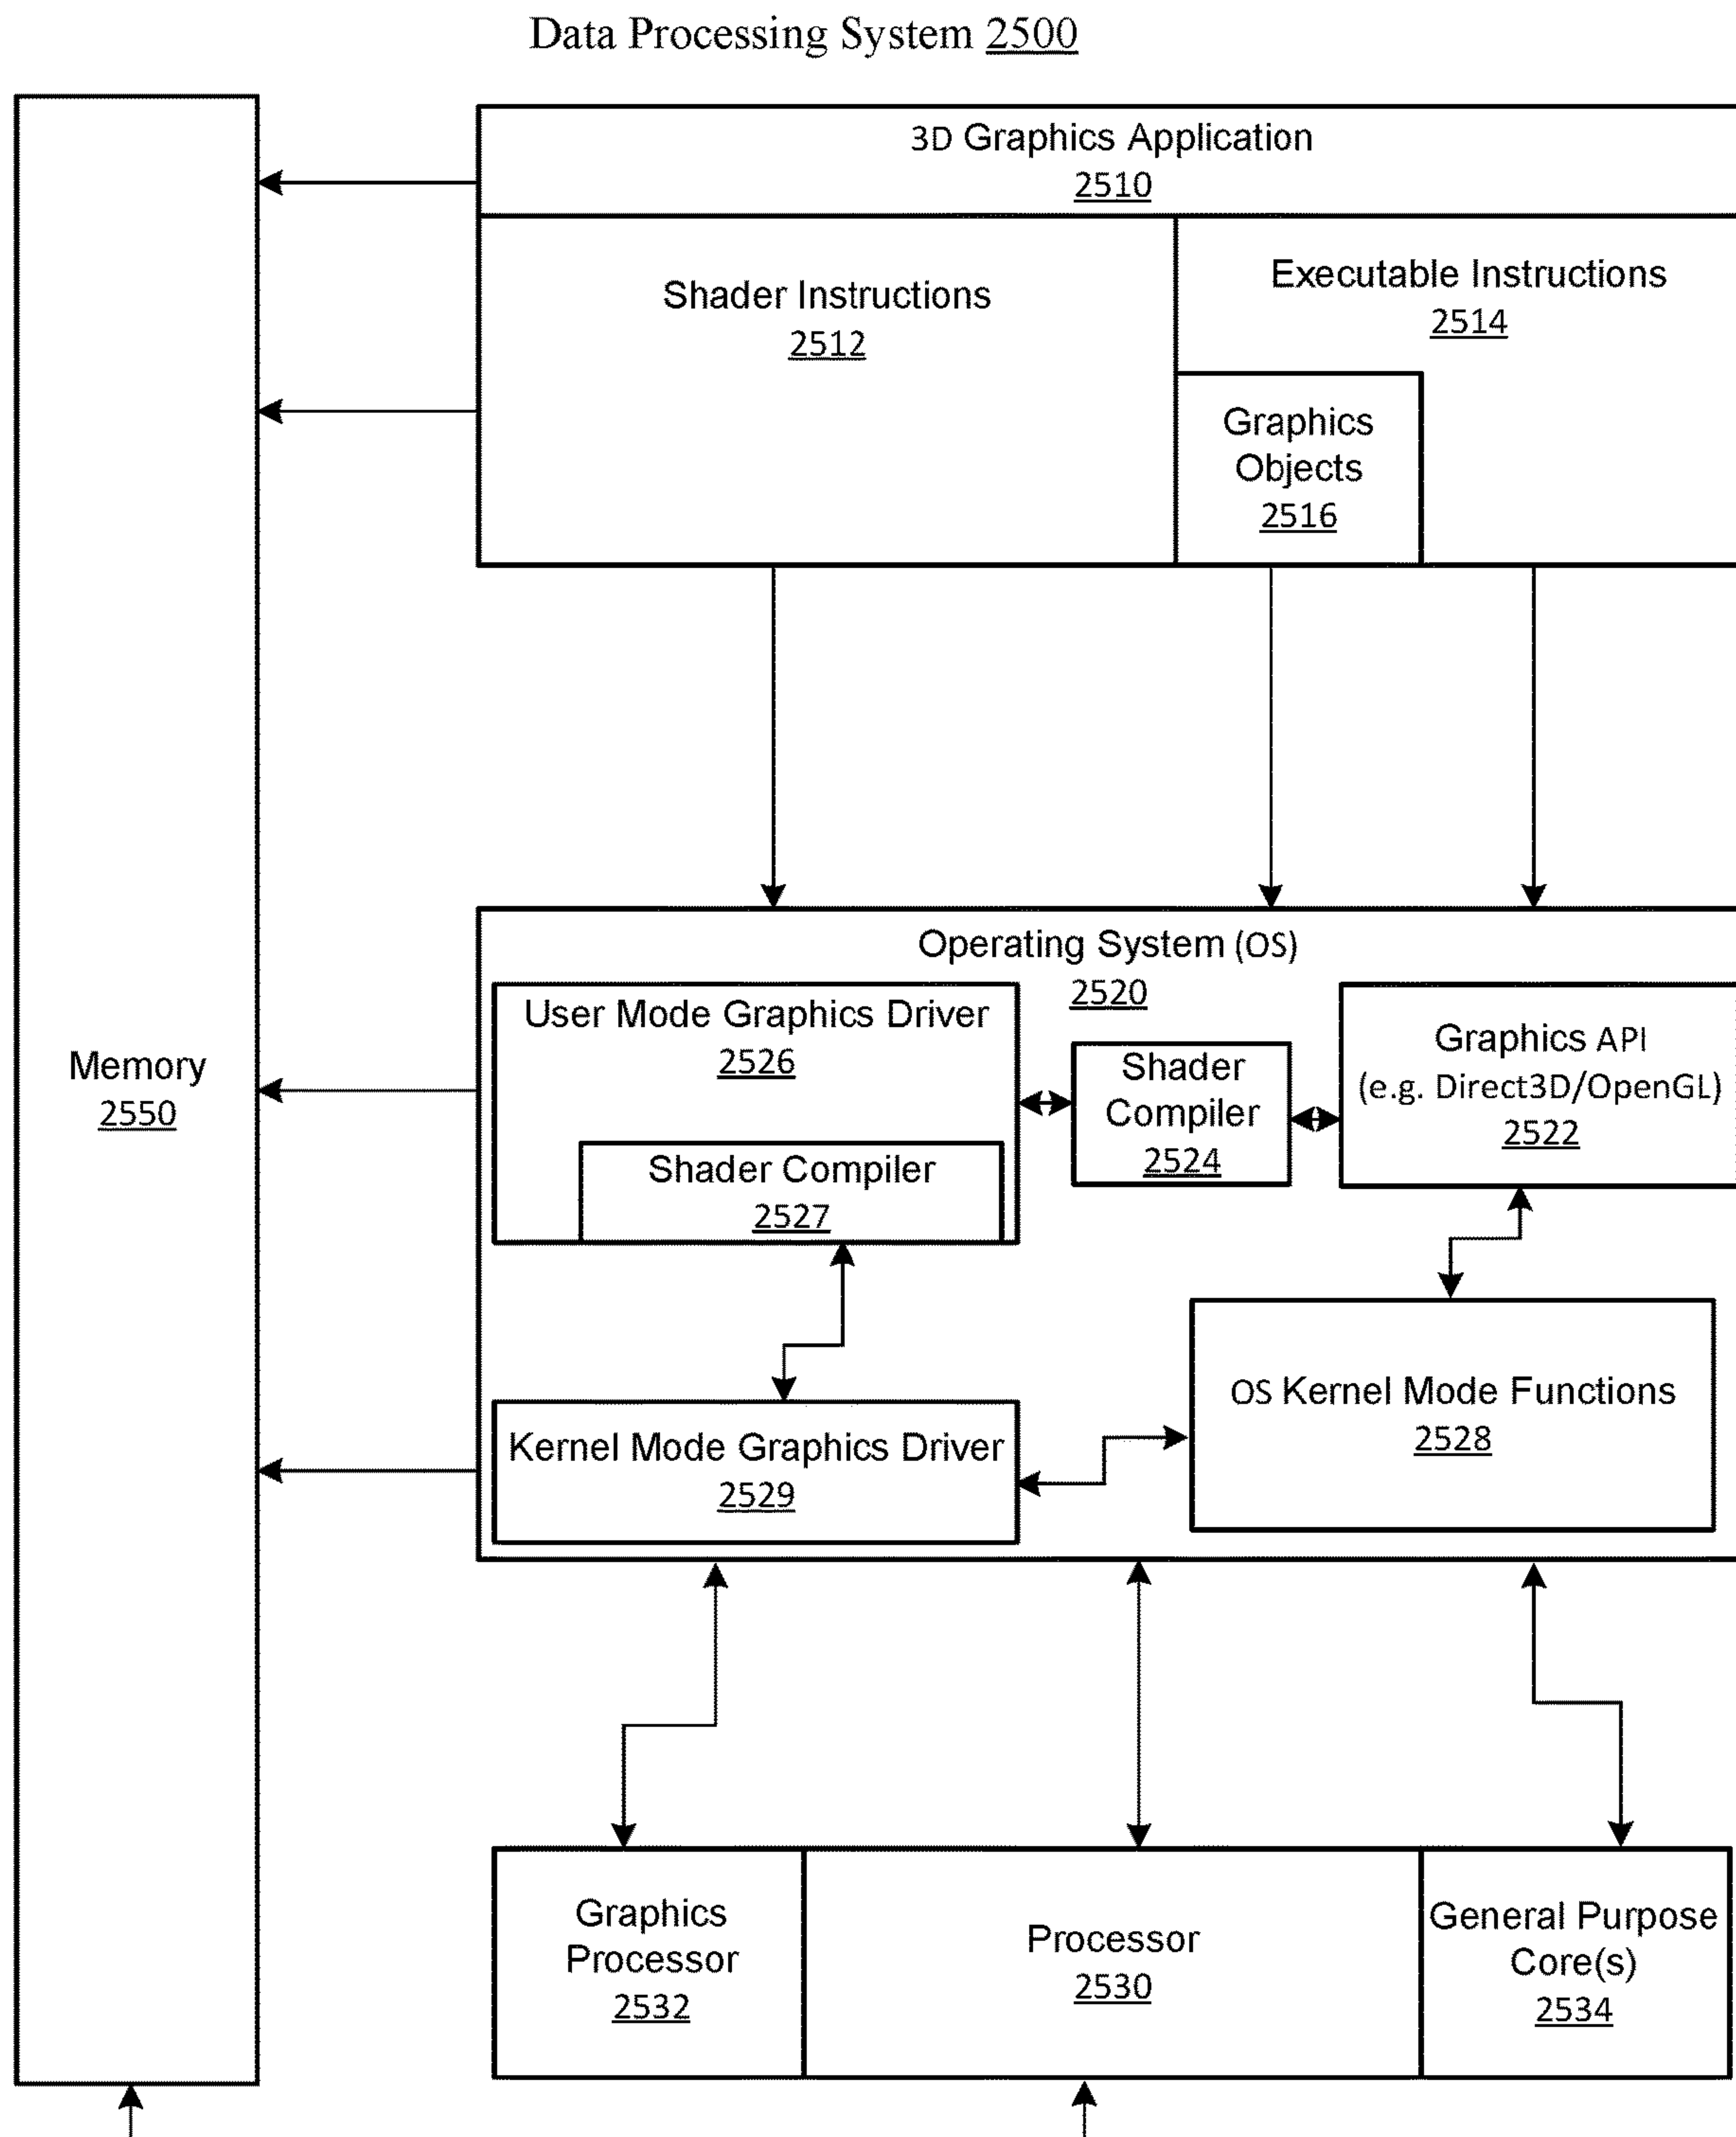 Data Processing System 2500
3D Graphics Application
2510
Shader Instructions
2512
Executable Instructions
2514
Graphics
Objects
2516
Memory
2550
Operating System (OS)
2520
User Mode Graphics Driver
2526
Shader Compiler
2527
Shader
Compiler
2524
Graphics API
(e.g. Direct3D/OpenGL)
2522
Kernel Mode Graphics Driver
2529
OS Kernel Mode Functions
2528
Graphics
Processor
2532
Processor
2530
General Purpose
Core(s)
2534